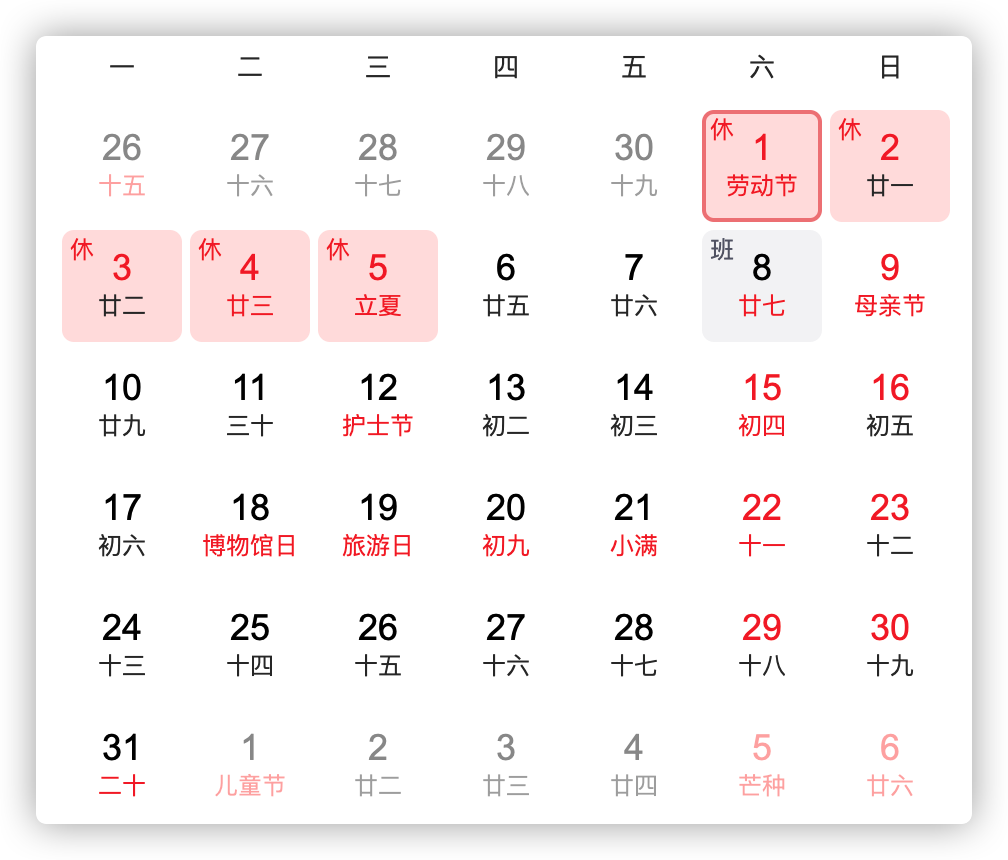 一 二 三 四 五 六 日
26 27 28 29 30 休 1 休 2
十五 十六 十七 十八 十九 劳动节 廿一
休 3 休 4 休 5 6 7 班 8 9
廿二 廿三 立夏 廿五 廿六 廿七 母亲节
10 11 12 13 14 15 16
廿九 三十 护士节 初二 初三 初四 初五
17 18 19 20 21 22 23
初六 博物馆日 旅游日 初九 小满 十一 十二
24 25 26 27 28 29 30
十三 十四 十五 十六 十七 十八 十九
31 1 2 3 4 5 6
二十 儿童节 廿二 廿三 廿四 芒种 廿六